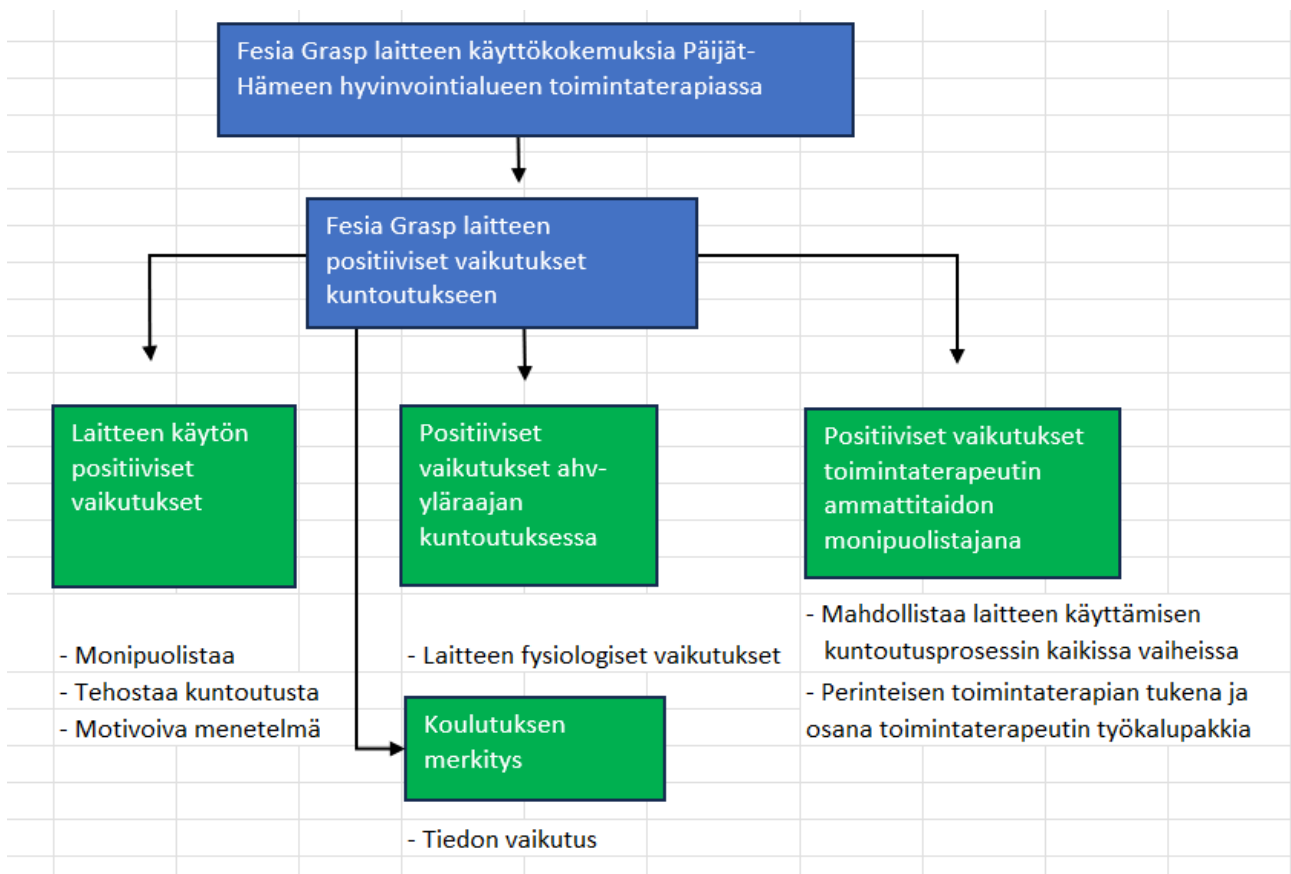 Fesia Grasp laitteen käyttökokemuksia Päijät-
Hämeen hyvinvointialueen toimintaterapiassa
Fesia Grasp laitteen
positiiviset vaikutukset
kuntoutukseen
Laitteen käytön
positiiviset
vaikutukset
- Monipuolistaa
- Tehostaa kuntoutusta
- Motivoiva menetelmä
Positiiviset
vaikutukset ahv-
yläraajan
kuntoutuksessa
- Laitteen fysiologiset vaikutukset
Koulutuksen
merkitys
- Tiedon vaikutus
Positiiviset vaikutukset
toimintaterapeutin
ammattitaidon
monipuolistajana
- Mahdollistaa laitteen käyttämisen
kuntoutusprosessin kaikissa vaiheissa
- Perinteisen toimintaterapian tukena ja
osana toimintaterapeutin työkalupakkia